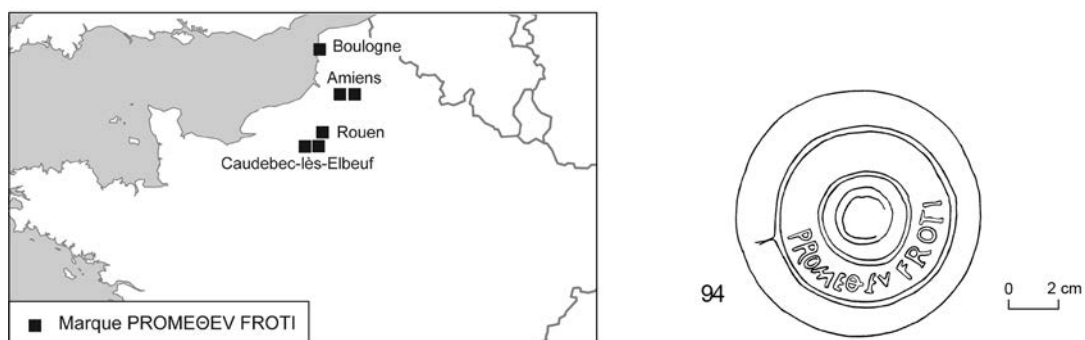 Boulogne
Amiens
Rouen
Caudebec-lès-Elbeuf
Marque PROMEΘEV FROTI
PROMEΘEV FROTI
94
0 2 cm